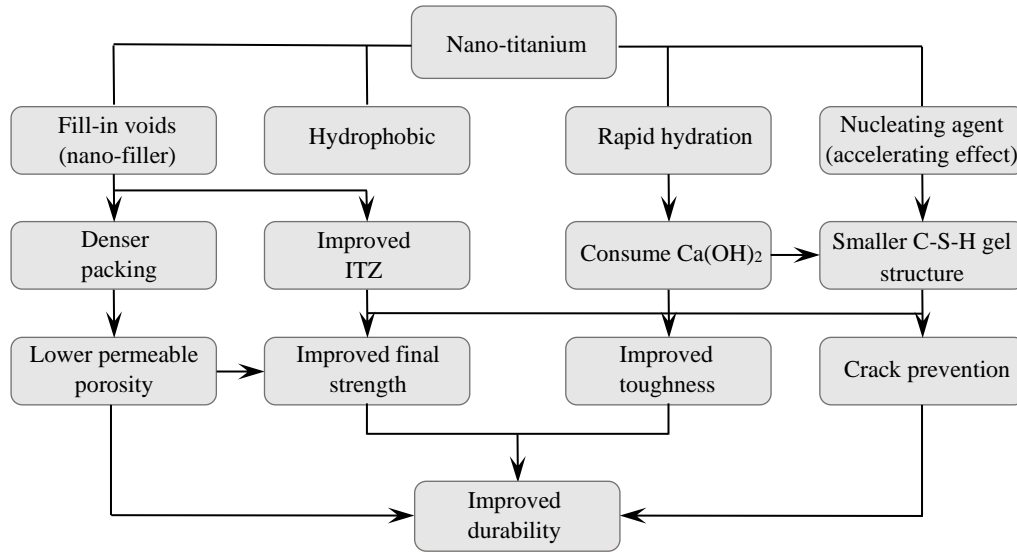 Nano-titanium
Fill-in voids
(nano-filler)
Hydrophobic
Rapid hydration
Nucleating agent
(accelerating effect)
Denser
packing
Improved
ITZ
Consume Ca(OH)₂
Smaller C-S-H gel
structure
Lower permeable
porosity
Improved final
strength
Improved
toughness
Crack prevention
Improved
durability